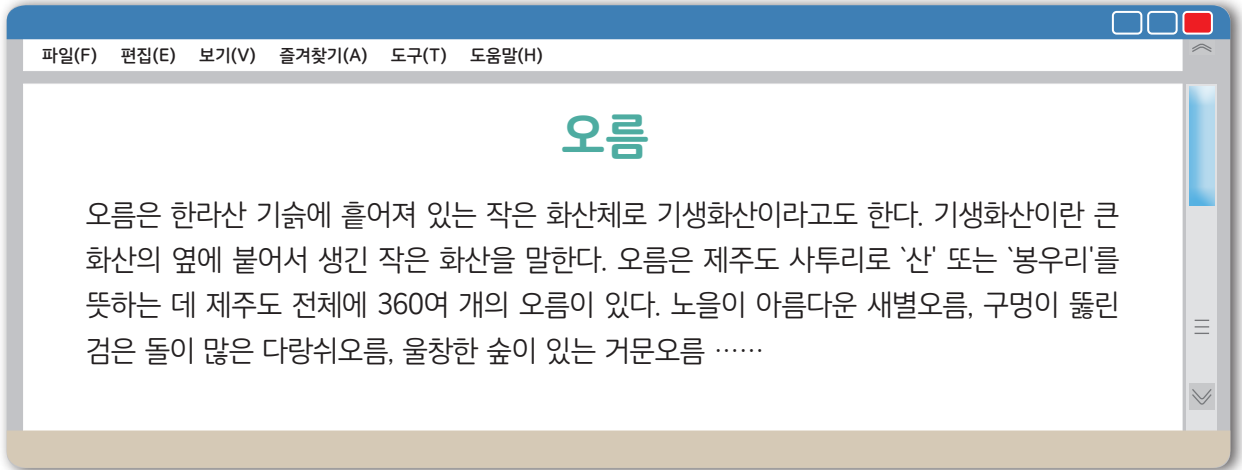 파일(F) 편집(E) 보기(V) 즐겨찾기(A) 도구(T) 도움말(H)
오름
오름은 한라산 기슭에 흩어져 있는 작은 화산체로 기생화산이라고도 한다. 기생화산이란 큰
화산의 옆에 붙어서 생긴 작은 화산을 말한다. 오름은 제주도 사투리로 `산' 또는 `봉우리'를
뜻하는 데 제주도 전체에 360여 개의 오름이 있다. 노을이 아름다운 새별오름, 구멍이 뚫린
검은 돌이 많은 다랑쉬오름, 울창한 숲이 있는 거문오름 ……